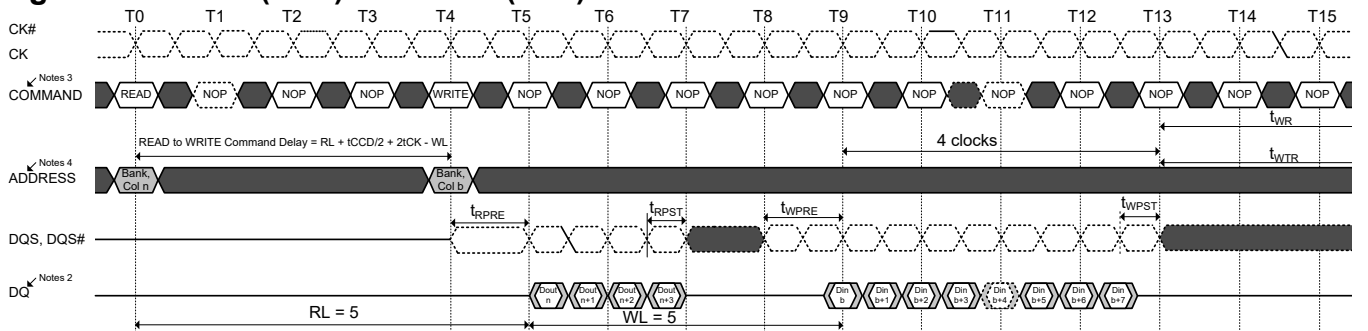 T0 T1 T2 T3 T4 T5 T6 T7 T8 T9 T10 T11 T12 T13 T14 T15
CK#
CK
Notes 3
COMMAND
READ NOP NOP NOP WRITE NOP NOP NOP NOP NOP NOP NOP NOP NOP NOP NOP
tWR
READ to WRITE Command Delay = RL + tCCD/2 + 2tCK - WL
4 clocks
tWTR
Notes 4
ADDRESS
Bank, Col n
Bank, Col b
tRPRE tRPST tWPRE tWPST
DQS, DQS#
Notes 2
DQ
Dout n Dout n+1 Dout n+2 Dout n+3 Din b Din b+1 Din b+2 Din b+3 Din b+4 Din b+5 Din b+6 Din b+7
RL = 5 WL = 5